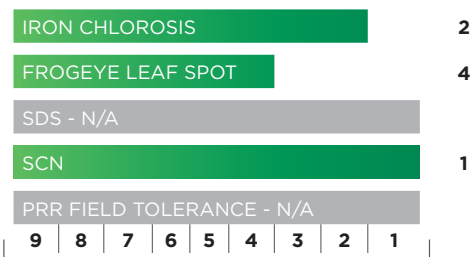 IRON CHLOROSIS 2
FROGEYE LEAF SPOT 4
SDS - N/A
SCN 1
PRR FIELD TOLERANCE - N/A
9 8 7 6 5 4 3 2 1